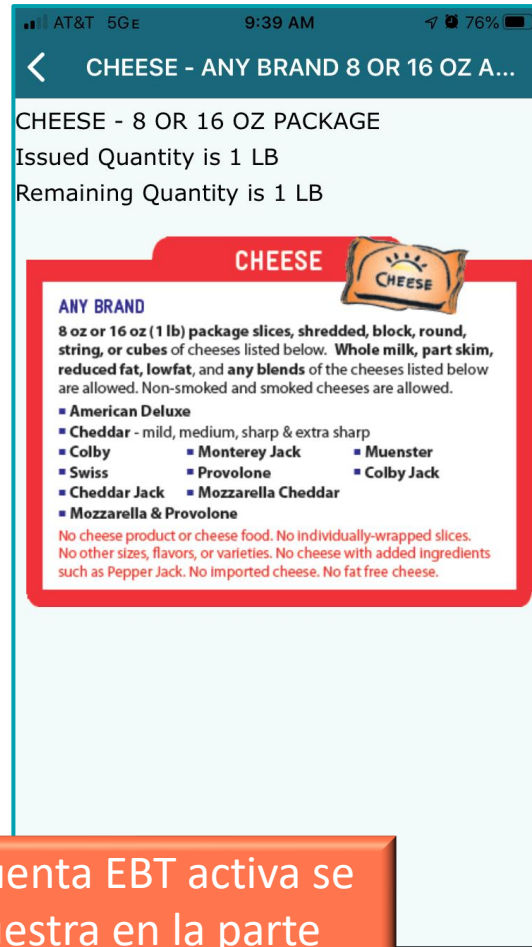 AT&T 5GE 9:39 AM 76%
CHEESE - ANY BRAND 8 OR 16 OZ A...
CHEESE - 8 OR 16 OZ PACKAGE
Issued Quantity is 1 LB
Remaining Quantity is 1 LB
CHEESE
CHEESE
ANY BRAND
8 oz or 16 oz (1 lb) package slices, shredded, block, round,
string, or cubes of cheeses listed below. Whole milk, part skim,
reduced fat, lowfat, and any blends of the cheeses listed below
are allowed. Non-smoked and smoked cheeses are allowed.
▪ American Deluxe
▪ Cheddar - mild, medium, sharp & extra sharp
▪ Colby ▪ Monterey Jack ▪ Muenster
▪ Swiss ▪ Provolone ▪ Colby Jack
▪ Cheddar Jack ▪ Mozzarella Cheddar
▪ Mozzarella & Provolone
No cheese product or cheese food. No individually-wrapped slices.
No other sizes, flavors, or varieties. No cheese with added ingredients
such as Pepper Jack. No imported cheese. No fat free cheese.
EBT activa se
en la parte